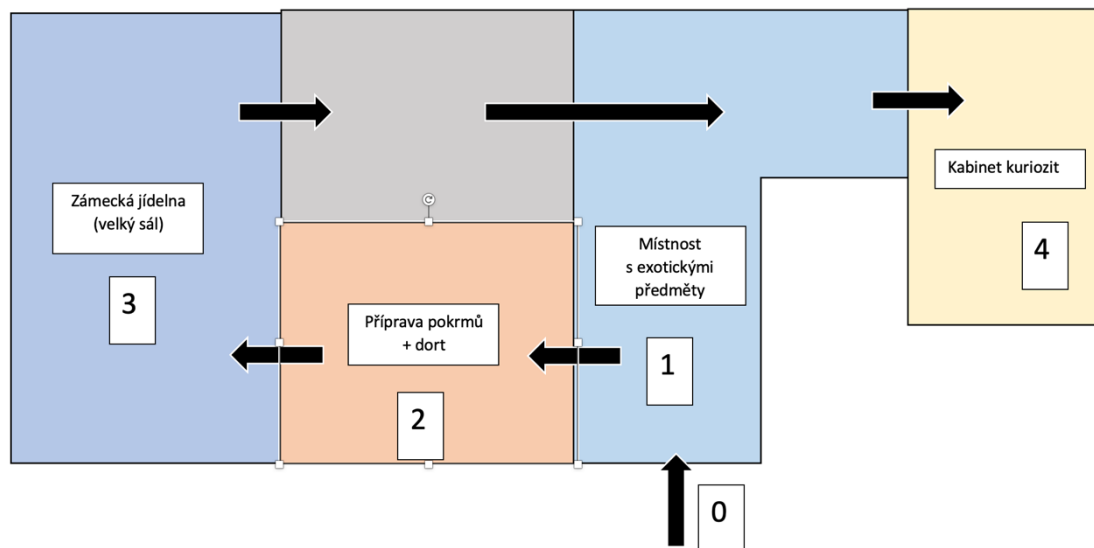 Zámecká jídelna
(velký sál)
3
Příprava pokrmů
+ dort
2
Místnost
s exotickými
předměty
1
0
Kabinet kuriozit
4